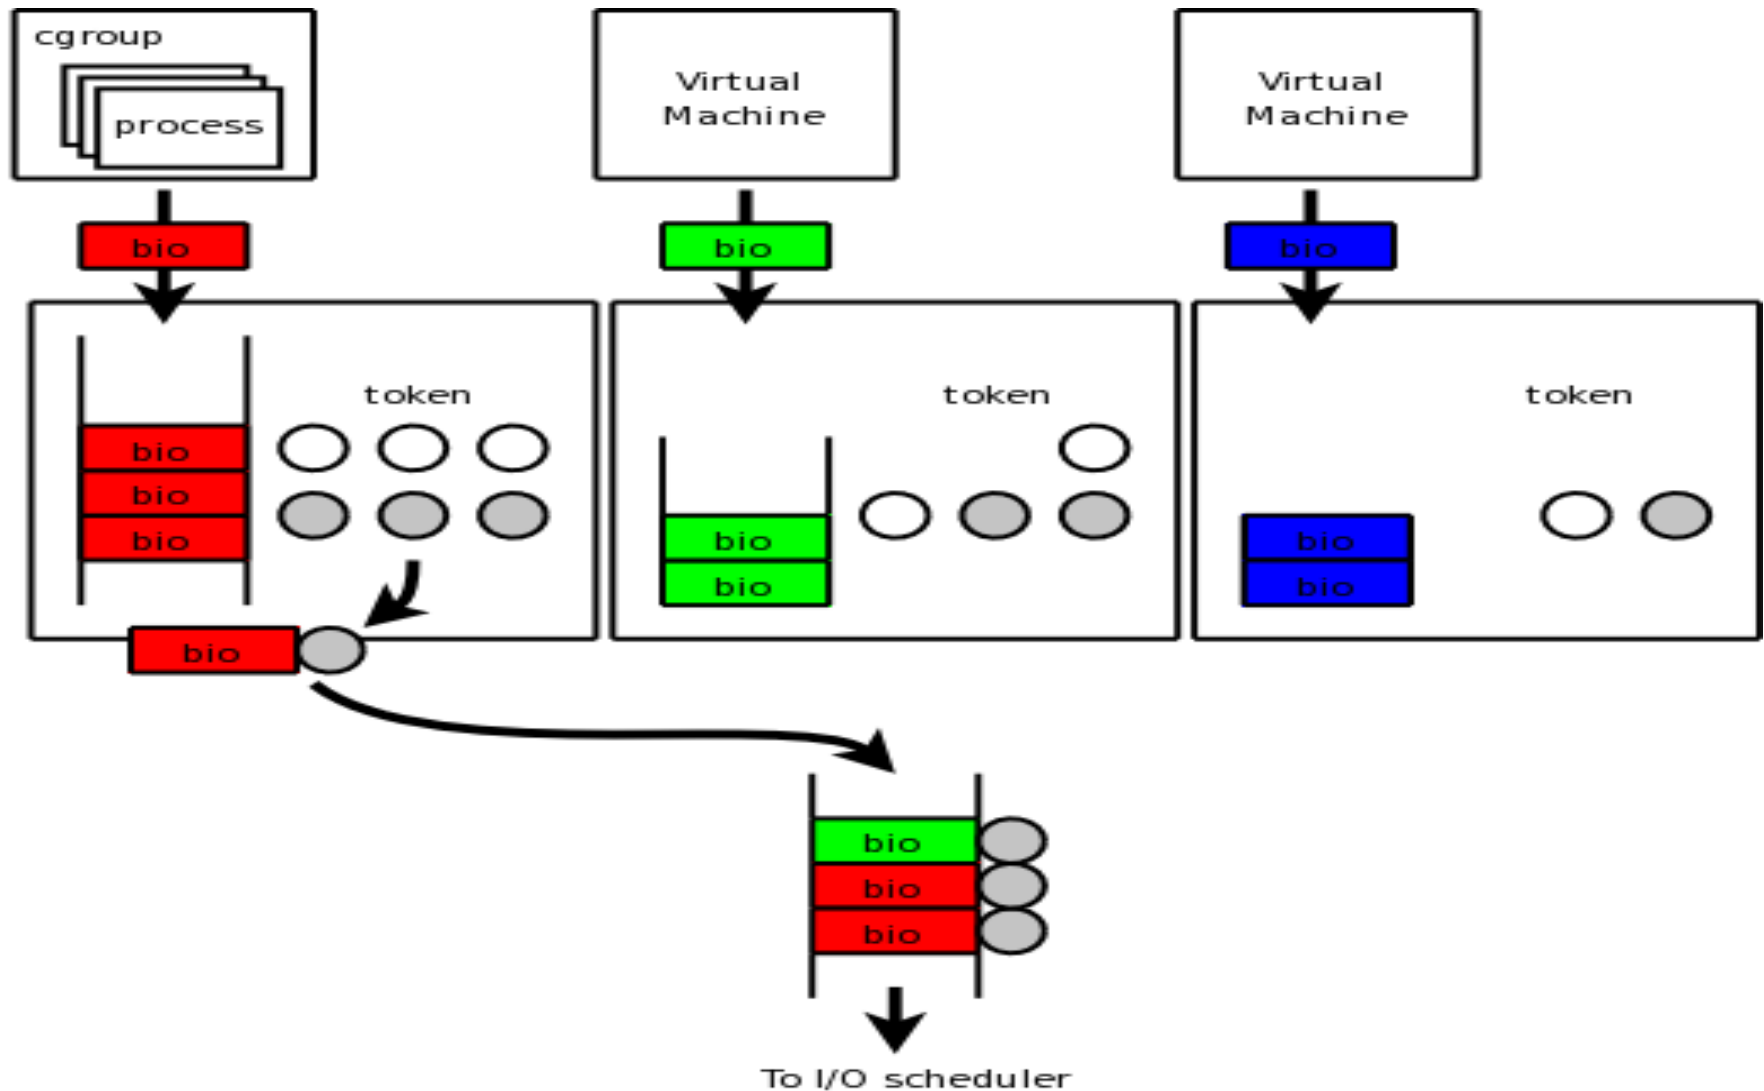 cgroup
process
Virtual
Machine
Virtual
Machine
bio
bio
bio
token
token
token
bio
bio
bio
bio
bio
bio
bio
bio
bio
bio
bio
To I/O scheduler